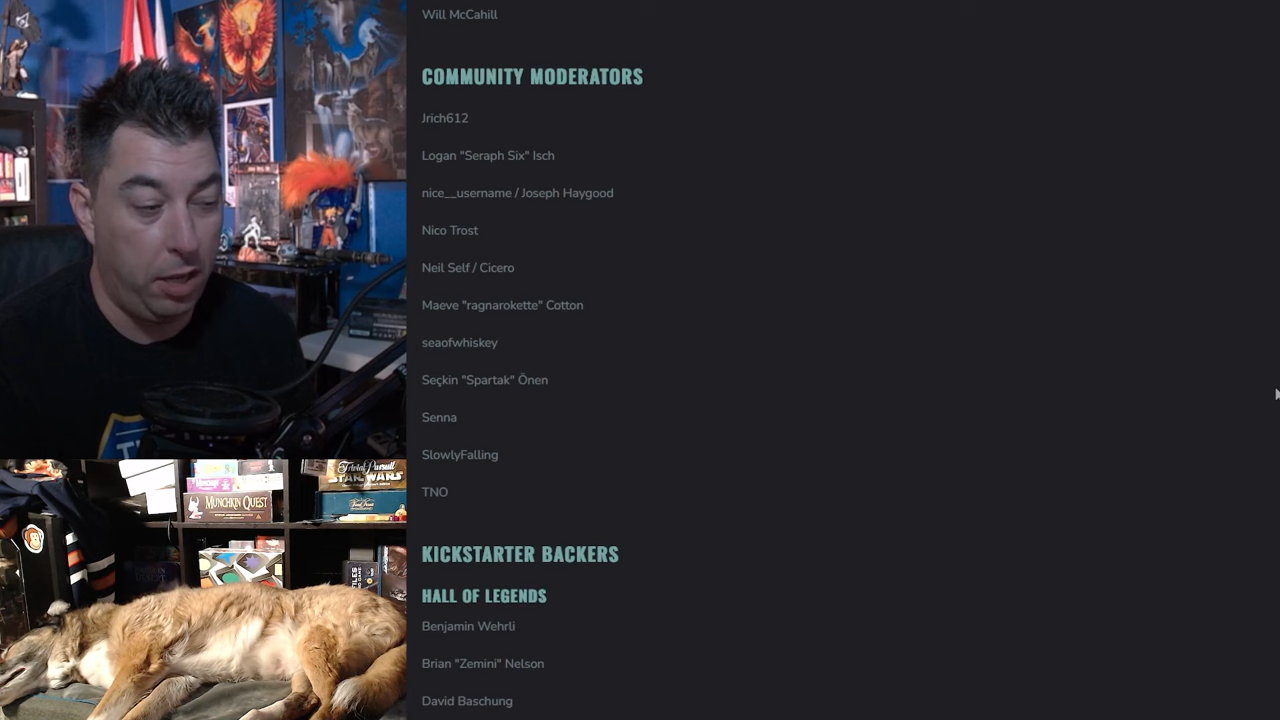 Will McCahill
COMMUNITY MODERATORS
Jrich612
Logan "Seraph Six" Isch
nice__username / Joseph Haygood
Nico Trost
Neil Self / Cicero
Maeve "ragnarokette" Cotton
seaofwhiskey
Seçkin "Spartak" Önen
Senna
SlowlyFalling
TNO
KICKSTARTER BACKERS
HALL OF LEGENDS
Benjamin Wehrli
Brian "Zemini" Nelson
David Baschung
Trivial Pursuit
STAR WARS
MUNCHKIN QUEST